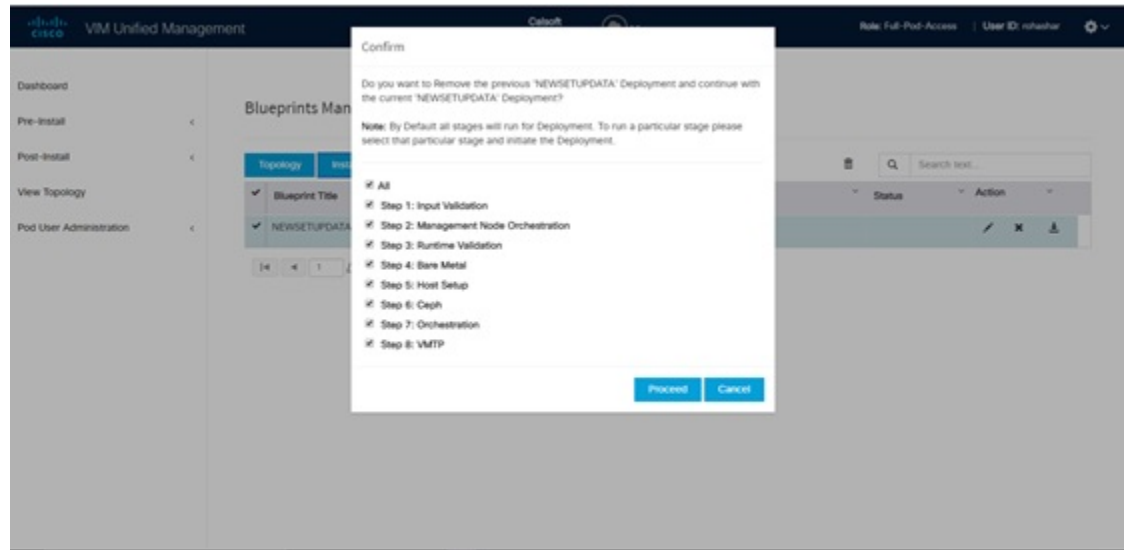 cisco VIM Unified Management
Calsoft
Role: Full-Pod-Access | User ID: rohashar
Dashboard
Pre-Install
Post-Install
View Topology
Pod User Administration
Blueprints Man
Topology
Search text...
Blueprint Title
Status
Action
NEWSETUPDATA
1
Confirm
Do you want to Remove the previous 'NEWSETUPDATA' Deployment and continue with
the current 'NEWSETUPDATA' Deployment?
Note: By Default all stages will run for Deployment. To run a particular stage please
select that particular stage and initiate the Deployment.
All
Step 1: Input Validation
Step 2: Management Node Orchestration
Step 3: Runtime Validation
Step 4: Bare Metal
Step 5: Host Setup
Step 6: Ceph
Step 7: Orchestration
Step 8: VMTP
Proceed
Cancel